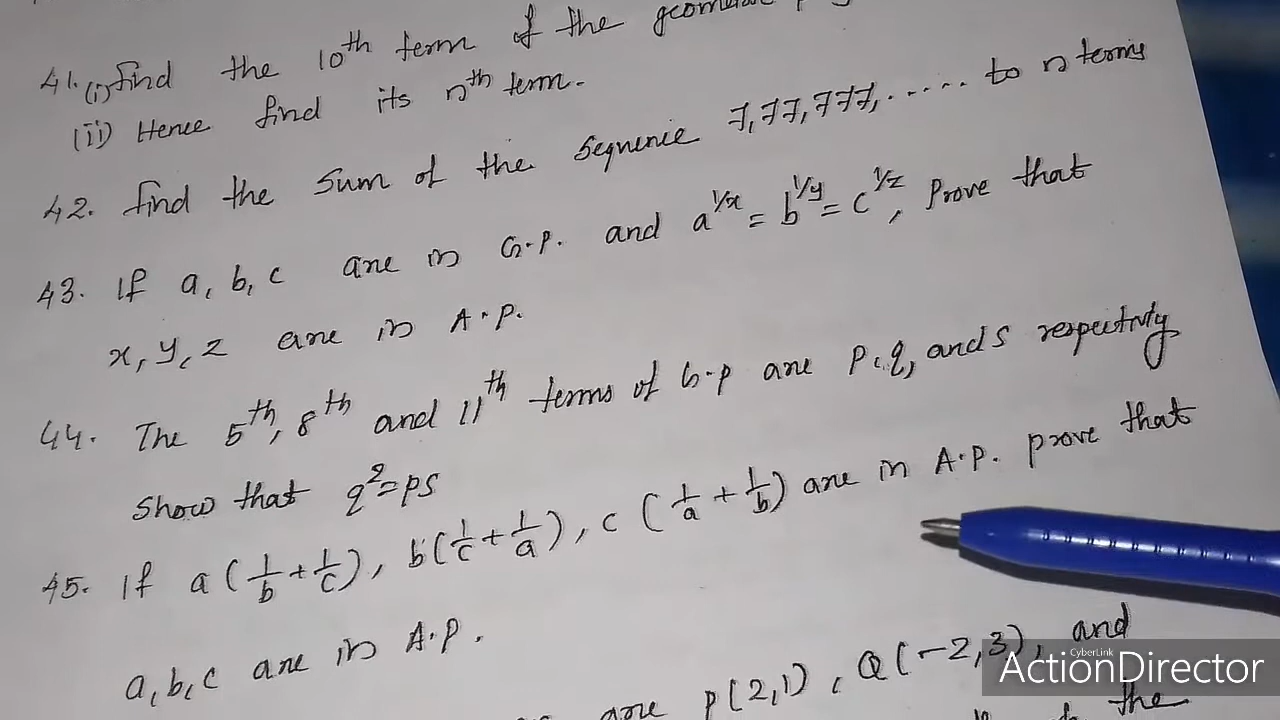 41. (i) find the 10th term of the
(ii) Hence find its nth term.
42. find the sum of the sequence 7, 77, 777, ..... to n terms
43. If a, b, c are in G.P. and a^1/x = b^1/y = c^1/z, prove that
x, y, z are in A.P.
44. The 5th, 8th and 11th terms of G.P are p, q, and s respectively
show that q²=ps
45. If a(1/b + 1/c), b(1/c + 1/a), c(1/a + 1/b) are in A.P. prove that
a, b, c are in A.P.
are P(2,1), Q(-2,3), and
the
CyberLink
ActionDirector